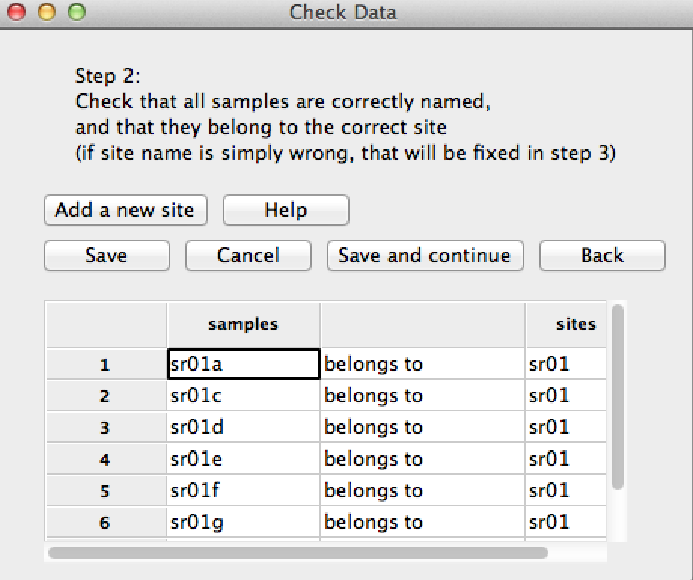 Check Data
Step 2:
Check that all samples are correctly named,
and that they belong to the correct site
(if site name is simply wrong, that will be fixed in step 3)
Add a new site Help
Save Cancel Save and continue Back
samples sites
1 sr01a belongs to sr01
2 sr01c belongs to sr01
3 sr01d belongs to sr01
4 sr01e belongs to sr01
5 sr01f belongs to sr01
6 sr01g belongs to sr01